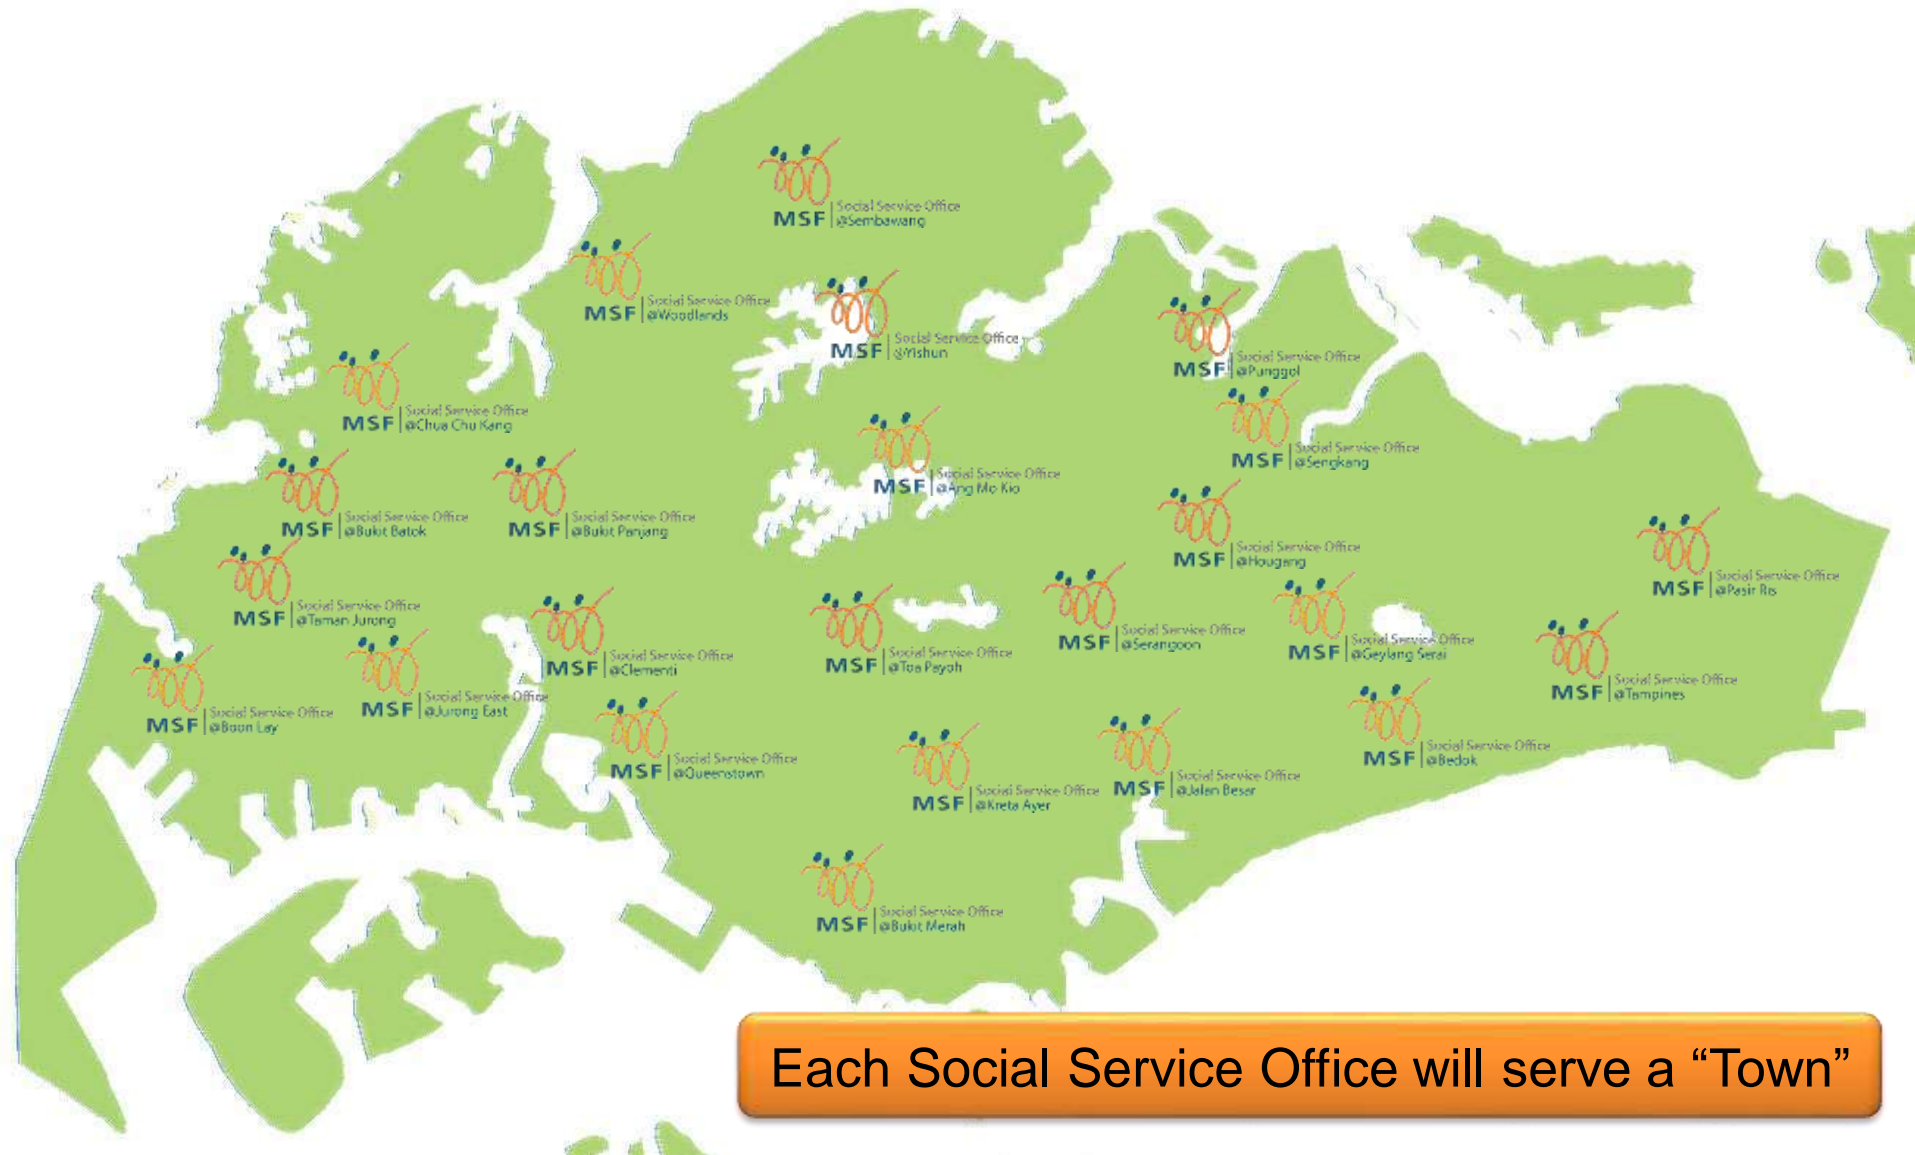 MSF
Social Service Office
@Sembawang
MSF
Social Service Office
@Woodlands
MSF
Social Service Office
@Yishun
MSF
Social Service Office
@Punggol
MSF
Social Service Office
@Chua Chu Kang
MSF
Social Service Office
@Sengkang
MSF
Social Service Office
@Ang Mo Kio
MSF
Social Service Office
@Bukit Batok
MSF
Social Service Office
@Bukit Panjang
MSF
Social Service Office
@Hougang
MSF
Social Service Office
@Pasir Ris
MSF
Social Service Office
@Taman Jurong
MSF
Social Service Office
@Serangoon
MSF
Social Service Office
@Geylang Serai
MSF
Social Service Office
@Clementi
MSF
Social Service Office
@Toa Payoh
MSF
Social Service Office
@Tampines
MSF
Social Service Office
@Boon Lay
MSF
Social Service Office
@Jurong East
MSF
Social Service Office
@Bedok
MSF
Social Service Office
@Queenstown
MSF
Social Service Office
@Kreta Ayer
MSF
Social Service Office
@Jalan Besar
MSF
Social Service Office
@Bukit Merah
Each Social Service Office will serve a “Town”